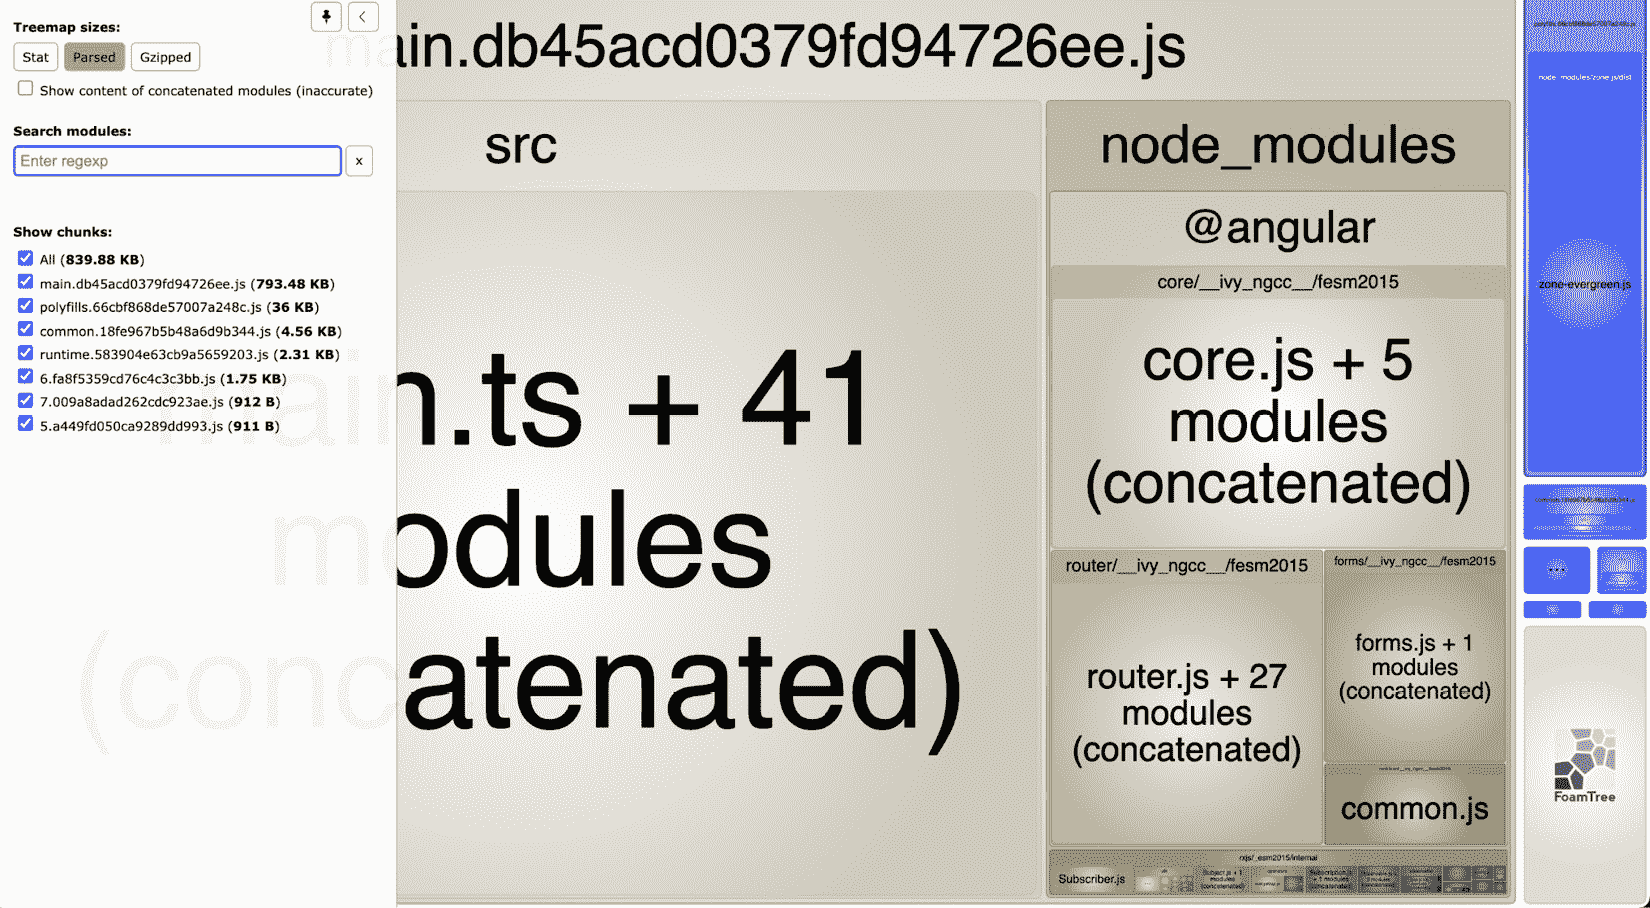 Treemap sizes:
Stat Parsed Gzipped
Show content of concatenated modules (inaccurate)
Search modules:
Enter regexp x
Show chunks:
All (839.88 KB)
main.db45acd0379fd94726ee.js (793.48 KB)
polyfills.66cbf868de57007a248c.js (36 KB)
common.18fe967b5b48a6d9b344.js (4.56 KB)
runtime.583904e63cb9a5659203.js (2.31 KB)
6.fa8f5359cd76c4c3c3bb.js (1.75 KB)
7.009a8adad262cdc923ae.js (912 B)
5.a449fd050ca9289dd993.js (911 B)
main.db45acd0379fd94726ee.js
src
main.ts + 41
modules
(concatenated)
node_modules
@angular
core/__ivy_ngcc__/fesm2015
core.js + 5
modules
(concatenated)
router/__ivy_ngcc__/fesm2015
router.js + 27
modules
(concatenated)
forms/__ivy_ngcc__/fesm2015
forms.js + 1
modules
(concatenated)
common.js
rxjs/_esm2015/internal
Subscriber.js
Subject.js + 1
modules
(concatenated)
node_modules/zone.js/dist
zone-evergreen.js
FoamTree